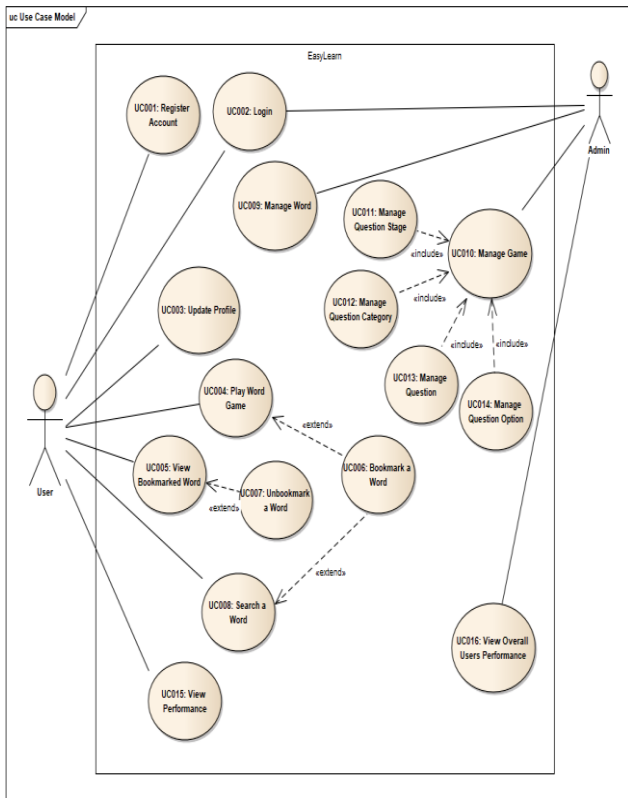 uc Use Case Model
EasyLearn
UC001: Register
Account
UC002: Login
Admin
UC009: Manage Word
UC011: Manage
Question Stage
UC010: Manage Game
«include»
UC012: Manage
Question Category
«include»
UC003: Update Profile
UC013: Manage
Question
«include»
UC014: Manage
Question Option
«include»
UC004: Play Word
Game
«extend»
User
UC005: View
Bookmarked Word
UC007: Unbookmark
a Word
«extend»
UC006: Bookmark a
Word
«extend»
UC008: Search a
Word
UC016: View Overall
Users Performance
UC015: View
Performance